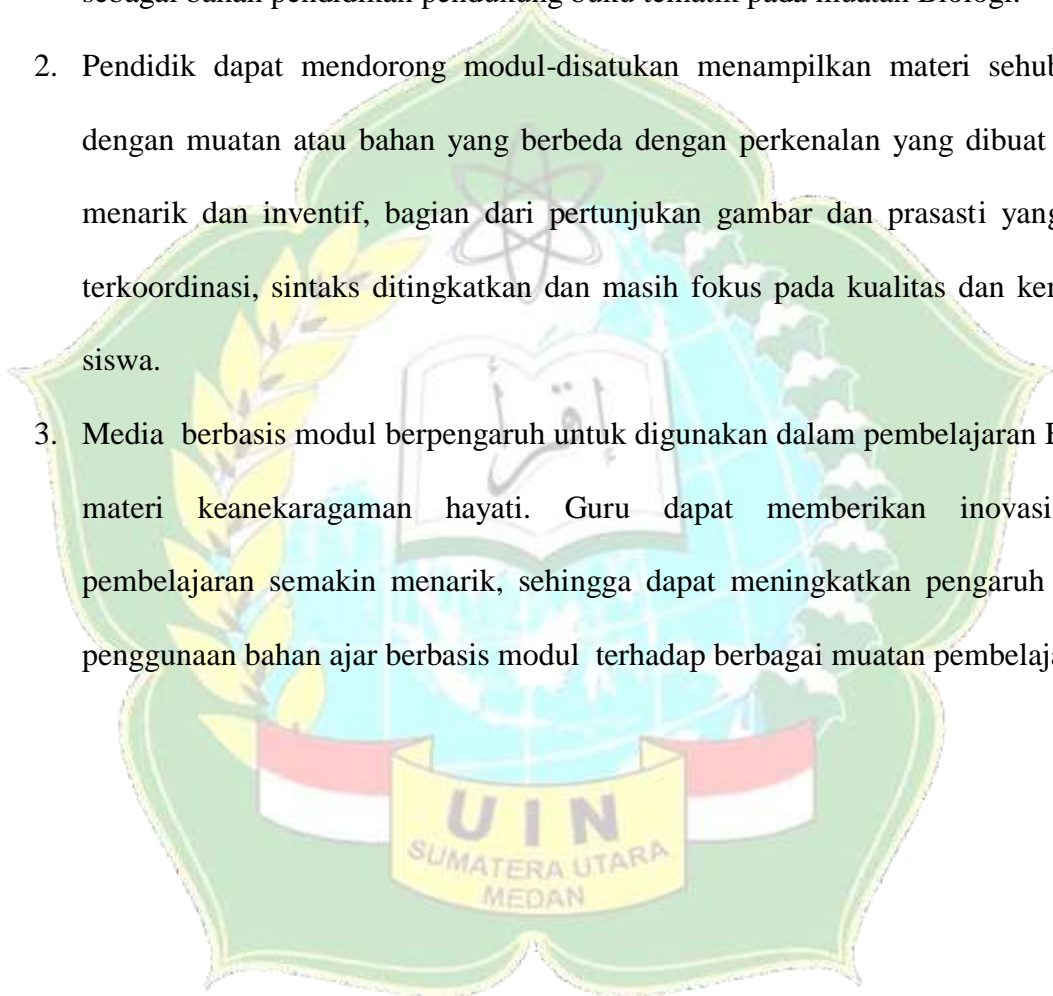 sebagai bahan pendidikan pendukung buku tematik pada muatan Biologi.
2. Pendidik dapat mendorong modul-disatukan menampilkan materi
dengan muatan atau bahan yang berbeda dengan perkenalan yang dibuat
menarik dan inventif, bagian dari pertunjukan gambar dan prasasti yang
terkoordinasi, sintaks ditingkatkan dan masih fokus pada kualitas dan
siswa.
إقرأ
3. Media berbasis modul berpengaruh untuk digunakan dalam pembelajaran
materi keanekaragaman hayati. Guru dapat memberikan inovasi
pembelajaran semakin menarik, sehingga dapat meningkatkan pengaruh
penggunaan bahan ajar berbasis modul terhadap berbagai muatan
UIN
SUMATERA UTARA
MEDAN